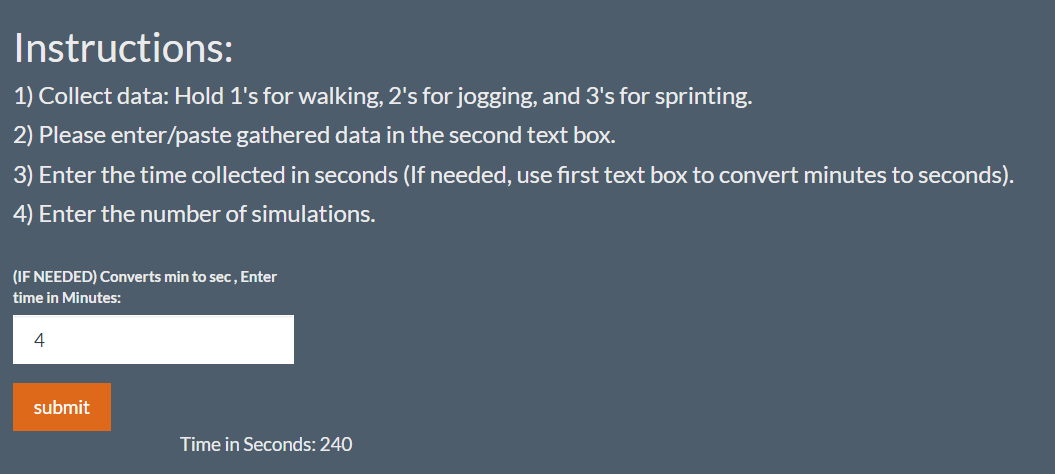 Instructions:
1) Collect data: Hold 1's for walking, 2's for jogging, and 3's for sprinting.
2) Please enter/paste gathered data in the second text box.
3) Enter the time collected in seconds (If needed, use first text box to convert minutes to seconds).
4) Enter the number of simulations.
(IF NEEDED) Converts min to sec , Enter
time in Minutes:
4
submit
Time in Seconds: 240